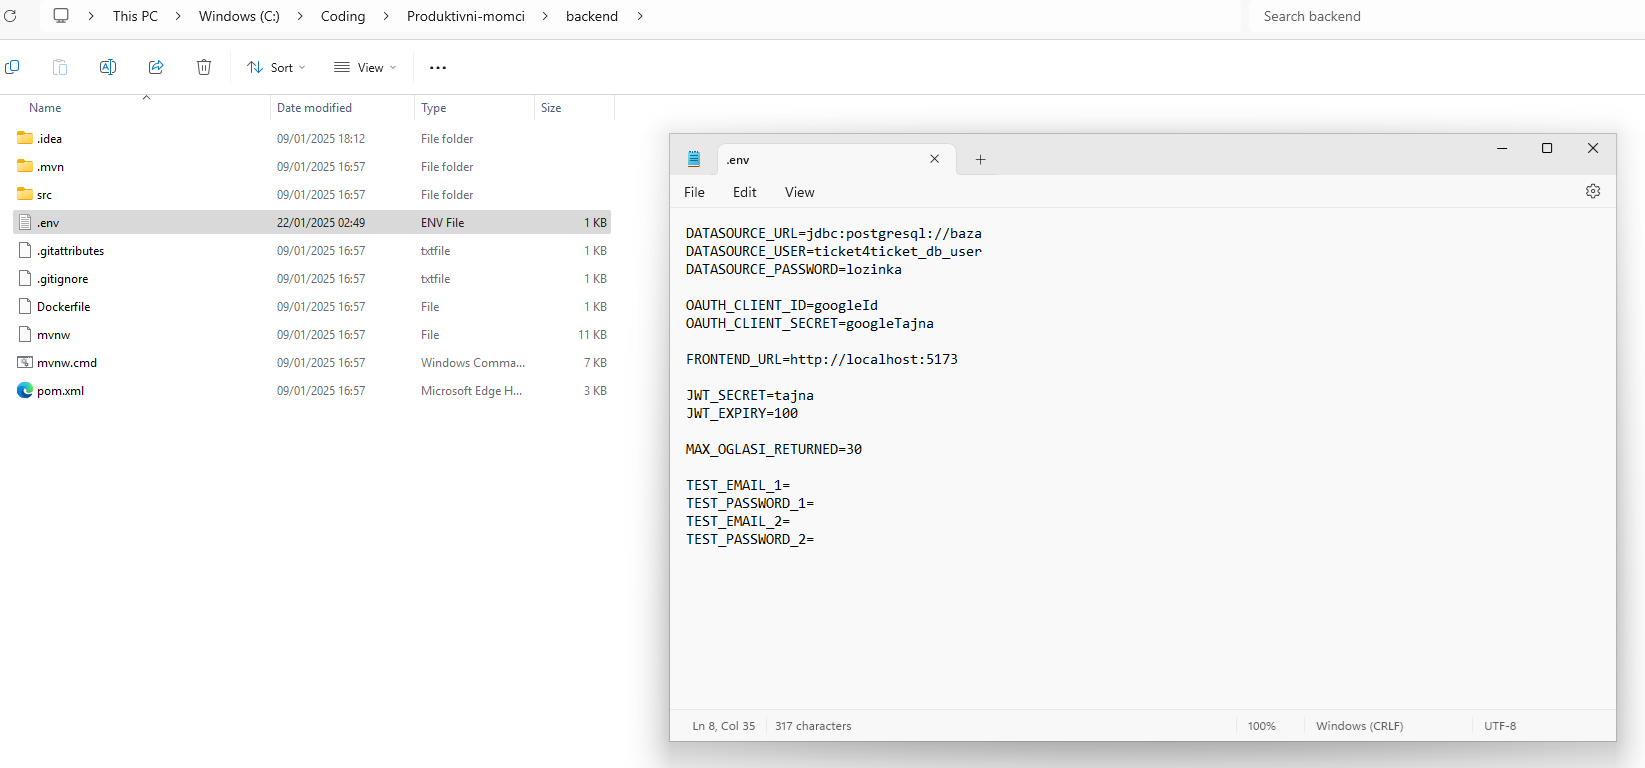 This PC > Windows (C:) > Coding > Produktivni-momci > backend >
Search backend
Sort
View
Name Date modified Type Size
.idea 09/01/2025 18:12 File folder
.mvn 09/01/2025 16:57 File folder
src 09/01/2025 16:57 File folder
.env 22/01/2025 02:49 ENV File 1 KB
.gitattributes 09/01/2025 16:57 txtfile 1 KB
.gitignore 09/01/2025 16:57 txtfile 1 KB
Dockerfile 09/01/2025 16:57 File 1 KB
mvnw 09/01/2025 16:57 File 11 KB
mvnw.cmd 09/01/2025 16:57 Windows Comma... 7 KB
pom.xml 09/01/2025 16:57 Microsoft Edge H... 3 KB
.env
File Edit View
DATASOURCE_URL=jdbc:postgresql://baza
DATASOURCE_USER=ticket4ticket_db_user
DATASOURCE_PASSWORD=lozinka
OAUTH_CLIENT_ID=googleId
OAUTH_CLIENT_SECRET=googleTajna
FRONTEND_URL=http://localhost:5173
JWT_SECRET=tajna
JWT_EXPIRY=100
MAX_OGLASI_RETURNED=30
TEST_EMAIL_1=
TEST_PASSWORD_1=
TEST_EMAIL_2=
TEST_PASSWORD_2=
Ln 8, Col 35 317 characters 100% Windows (CRLF) UTF-8